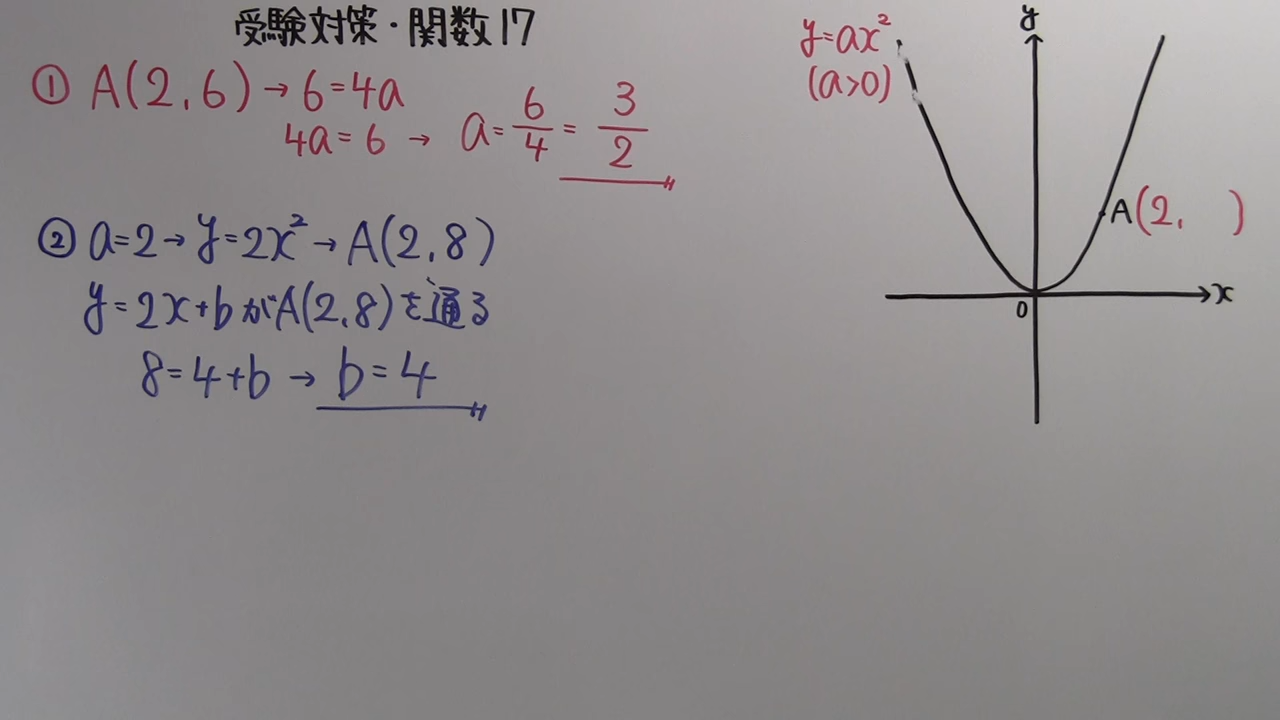 受験対策・関数17
① A(2,6) → 6=4a
4a=6 → a=6/4=3/2
② a=2→y=2x²→A(2,8)
y=2x+bがA(2,8)を通る
8=4+b → b=4
y=ax²
(a>0)
y
A(2,  )
x
0